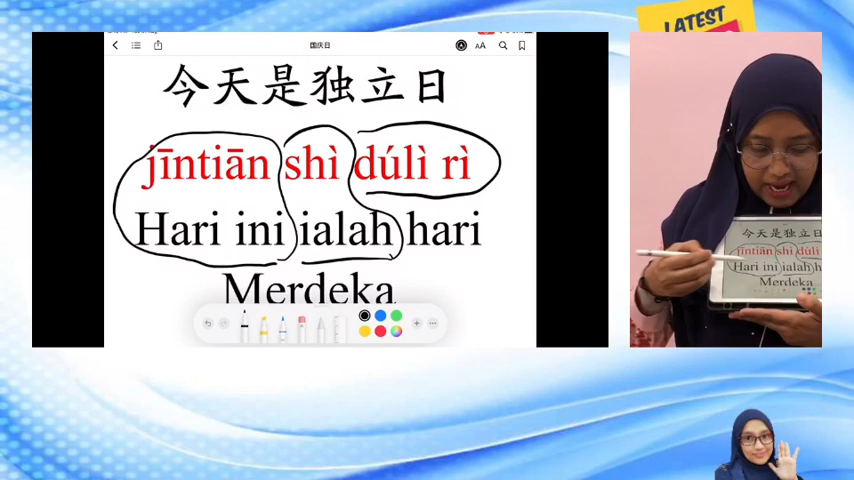 LATEST
国庆日
AA
今天是独立日
jīntiān shì dúlì rì
Hari ini ialah hari
Merdeka
今天是独立日
jīntiān shì dúlì
Hari ini ialah h
Merdeka